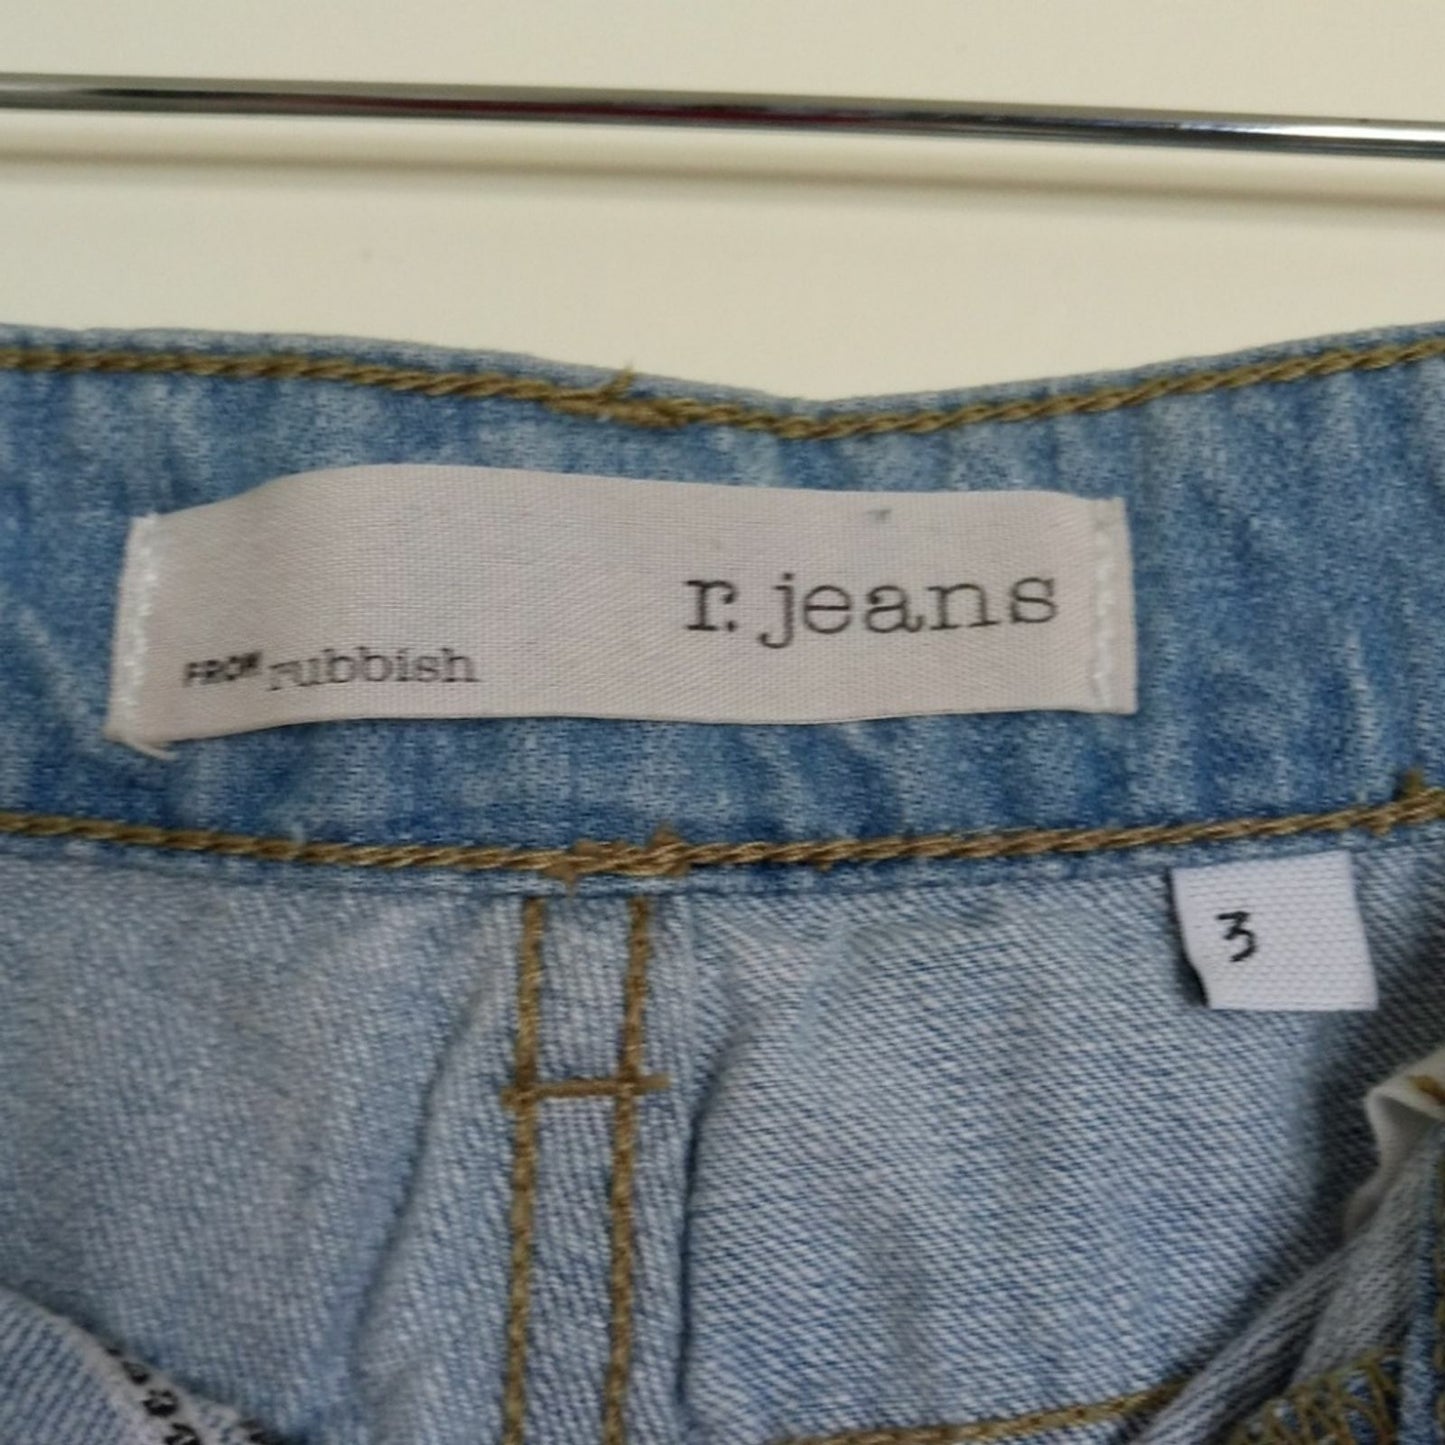 r. jeans
FROM rubbish
3